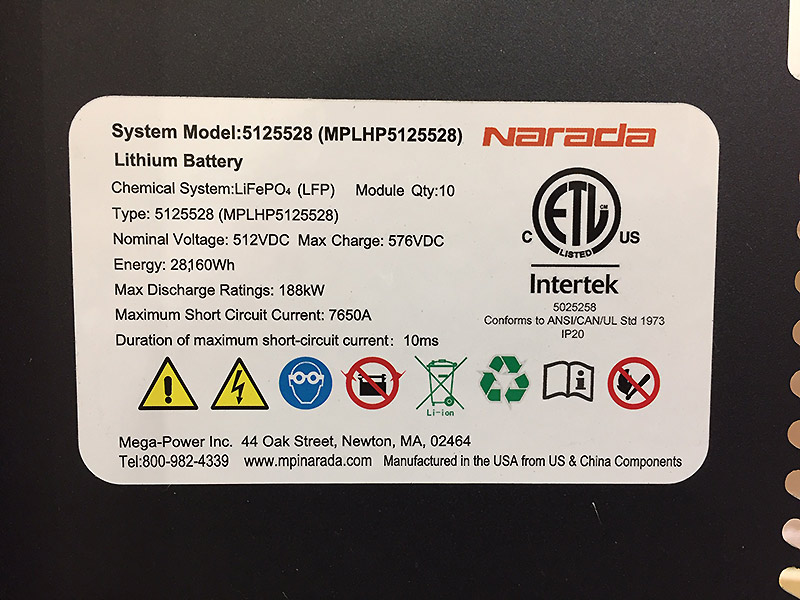 System Model:5125528 (MPLHP5125528)
Narada
Lithium Battery
Chemical System:LiFePO₄ (LFP) Module Qty:10
Type: 5125528 (MPLHP5125528)
Nominal Voltage: 512VDC Max Charge: 576VDC
Energy: 28,160Wh
Max Discharge Ratings: 188kW
Maximum Short Circuit Current: 7650A
Duration of maximum short-circuit current: 10ms
ETL CM
C US
LISTED
Intertek
5025258
Conforms to ANSI/CAN/UL Std 1973
IP20
Li-ion
i
Mega-Power Inc. 44 Oak Street, Newton, MA, 02464
Tel:800-982-4339 www.mpinarada.com Manufactured in the USA from US & China Components